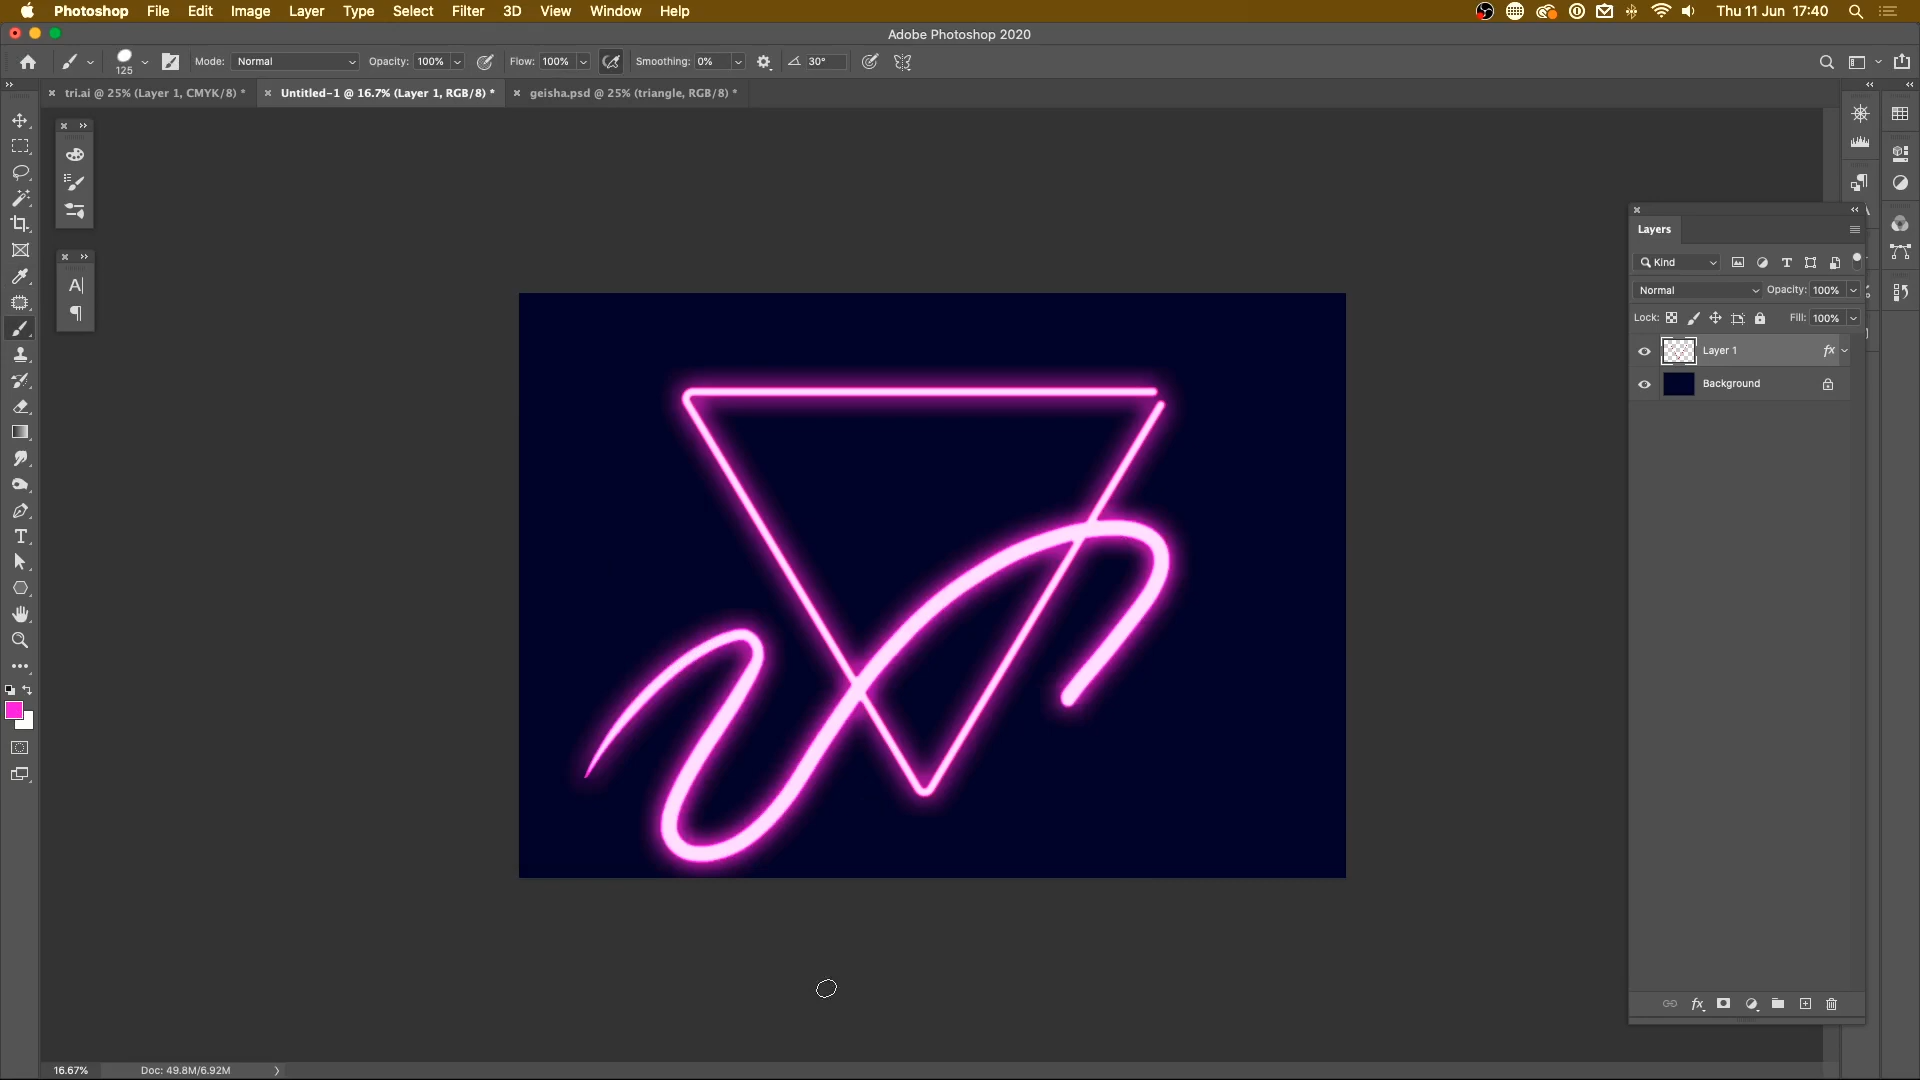 Photoshop File Edit Image Layer Type Select Filter 3D View Window Help Thu 11 Jun 17:40
Adobe Photoshop 2020
125 Mode: Normal Opacity: 100% Flow: 100% Smoothing: 0% 30°
tri.ai @ 25% (Layer 1, CMYK/8) * Untitled-1 @ 16.7% (Layer 1, RGB/8) * geisha.psd @ 25% (triangle, RGB/8) *
Layers
Kind
Normal Opacity: 100%
Lock: Fill: 100%
Layer 1 fx
Background
fx
16.67% Doc: 49.8M/6.92M